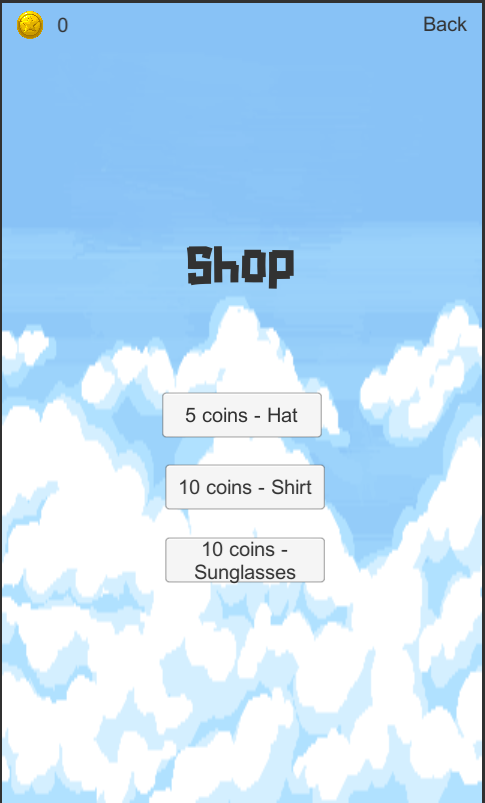 0
Back
Shop
5 coins - Hat
10 coins - Shirt
10 coins -
Sunglasses